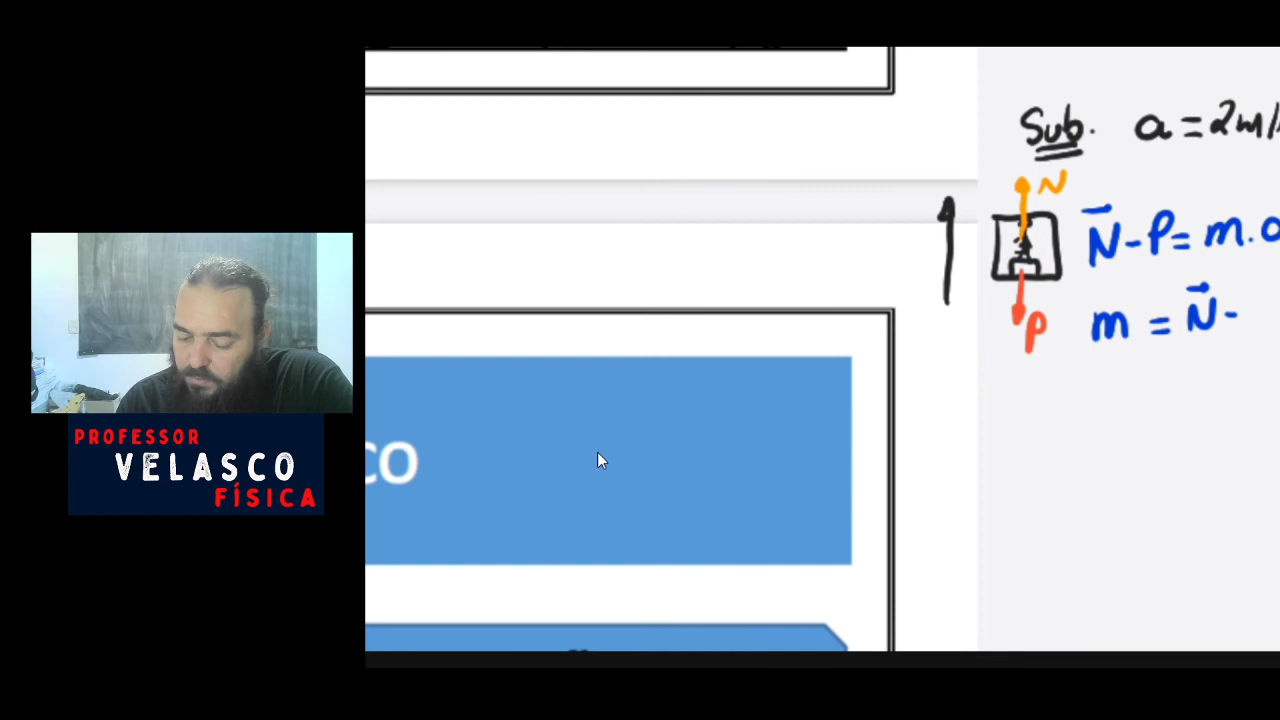 PROFESSOR
VELASCO
FÍSICA
CO
Sub. a = 2m/
N
N - P = m.a
P
m = N -